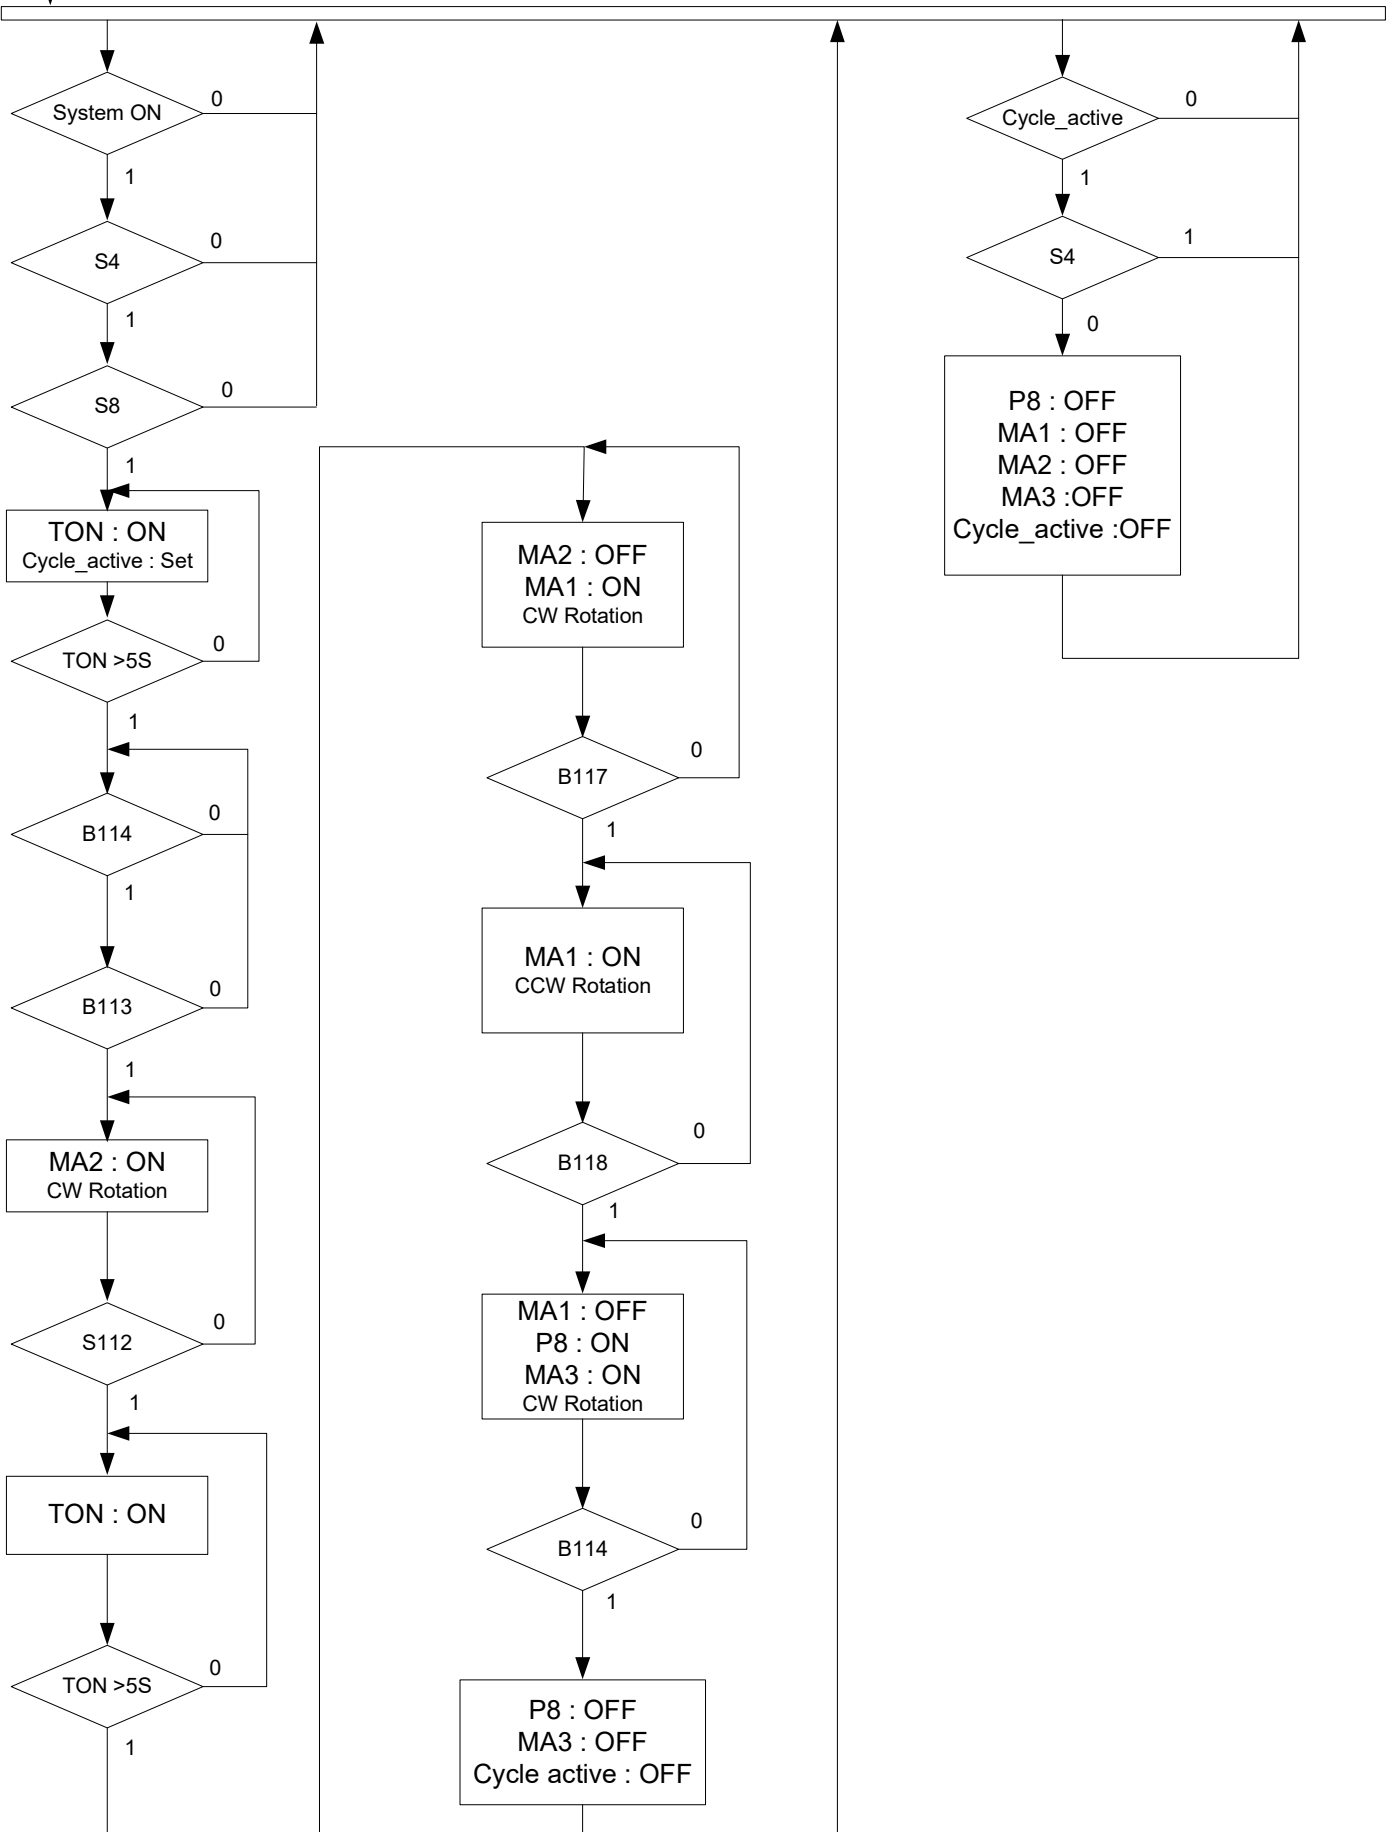 System ON
0
1
S4
0
1
S8
0
1
TON : ON
Cycle_active : Set
TON >5S
0
1
B114
0
1
B113
0
1
MA2 : ON
CW Rotation
S112
0
1
TON : ON
TON >5S
0
1
MA2 : OFF
MA1 : ON
CW Rotation
B117
0
1
MA1 : ON
CCW Rotation
B118
0
1
MA1 : OFF
P8 : ON
MA3 : ON
CW Rotation
B114
0
1
P8 : OFF
MA3 : OFF
Cycle active : OFF
Cycle_active
0
1
S4
1
0
P8 : OFF
MA1 : OFF
MA2 : OFF
MA3 :OFF
Cycle_active :OFF